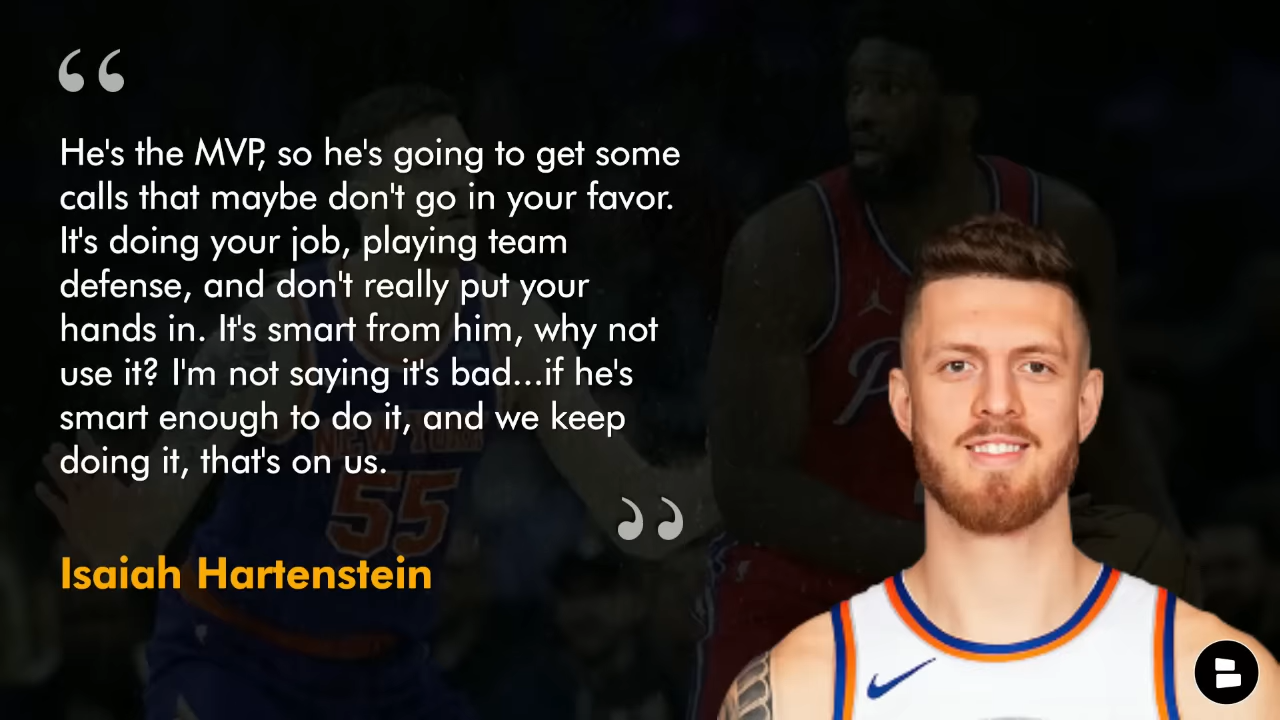 “
He's the MVP, so he's going to get some
calls that maybe don't go in your favor.
It's doing your job, playing team
defense, and don't really put your
hands in. It's smart from him, why not
use it? I'm not saying it's bad...if he's
smart enough to do it, and we keep
doing it, that's on us.
”
NEW YORK
55
Isaiah Hartenstein